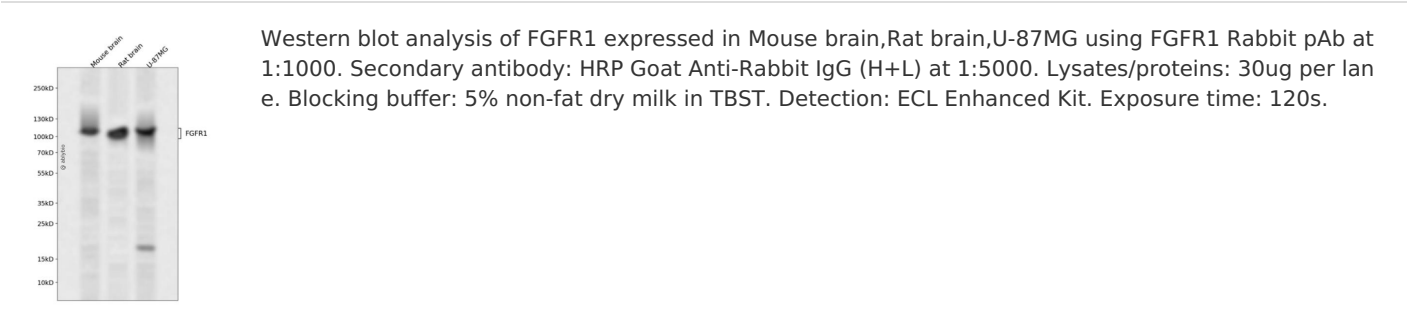 Mouse brain
Rat brain
U-87MG
250kD
130kD
100kD
70kD
55kD
35kD
25kD
15kD
10kD
FGFR1
Western blot analysis of FGFR1 expressed in Mouse brain,Rat brain,U-87MG using FGFR1 Rabbit pAb at
1:1000. Secondary antibody: HRP Goat Anti-Rabbit IgG (H+L) at 1:5000. Lysates/proteins: 30ug per lan
e. Blocking buffer: 5% non-fat dry milk in TBST. Detection: ECL Enhanced Kit. Exposure time: 120s.